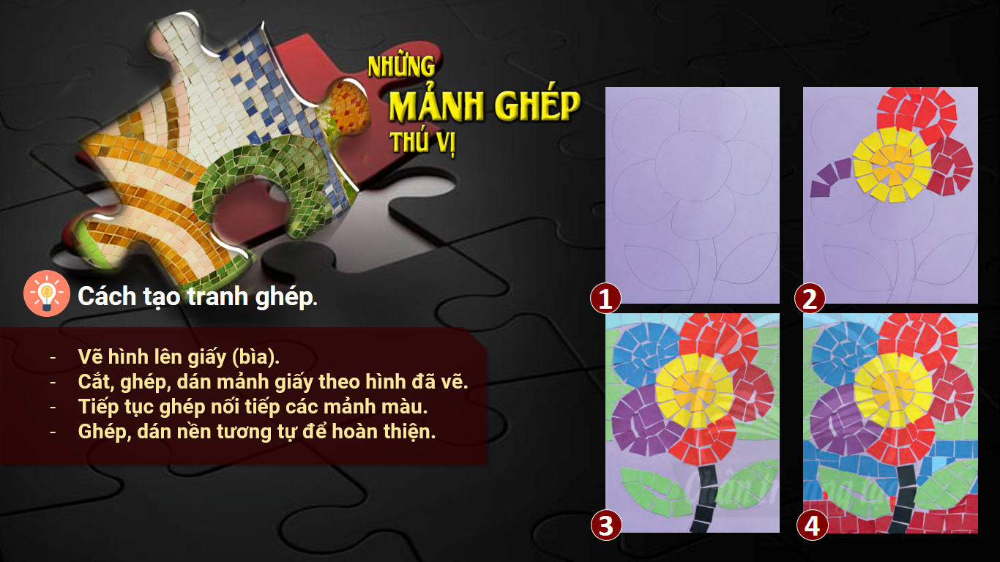 NHỮNG
MẢNH GHÉP
THÚ VỊ
Cách tạo tranh ghép.
- Vẽ hình lên giấy (bìa).
- Cắt, ghép, dán mảnh giấy theo hình đã vẽ.
- Tiếp tục ghép nối tiếp các mảnh màu.
- Ghép, dán nền tương tự để hoàn thiện.
1
2
3
4